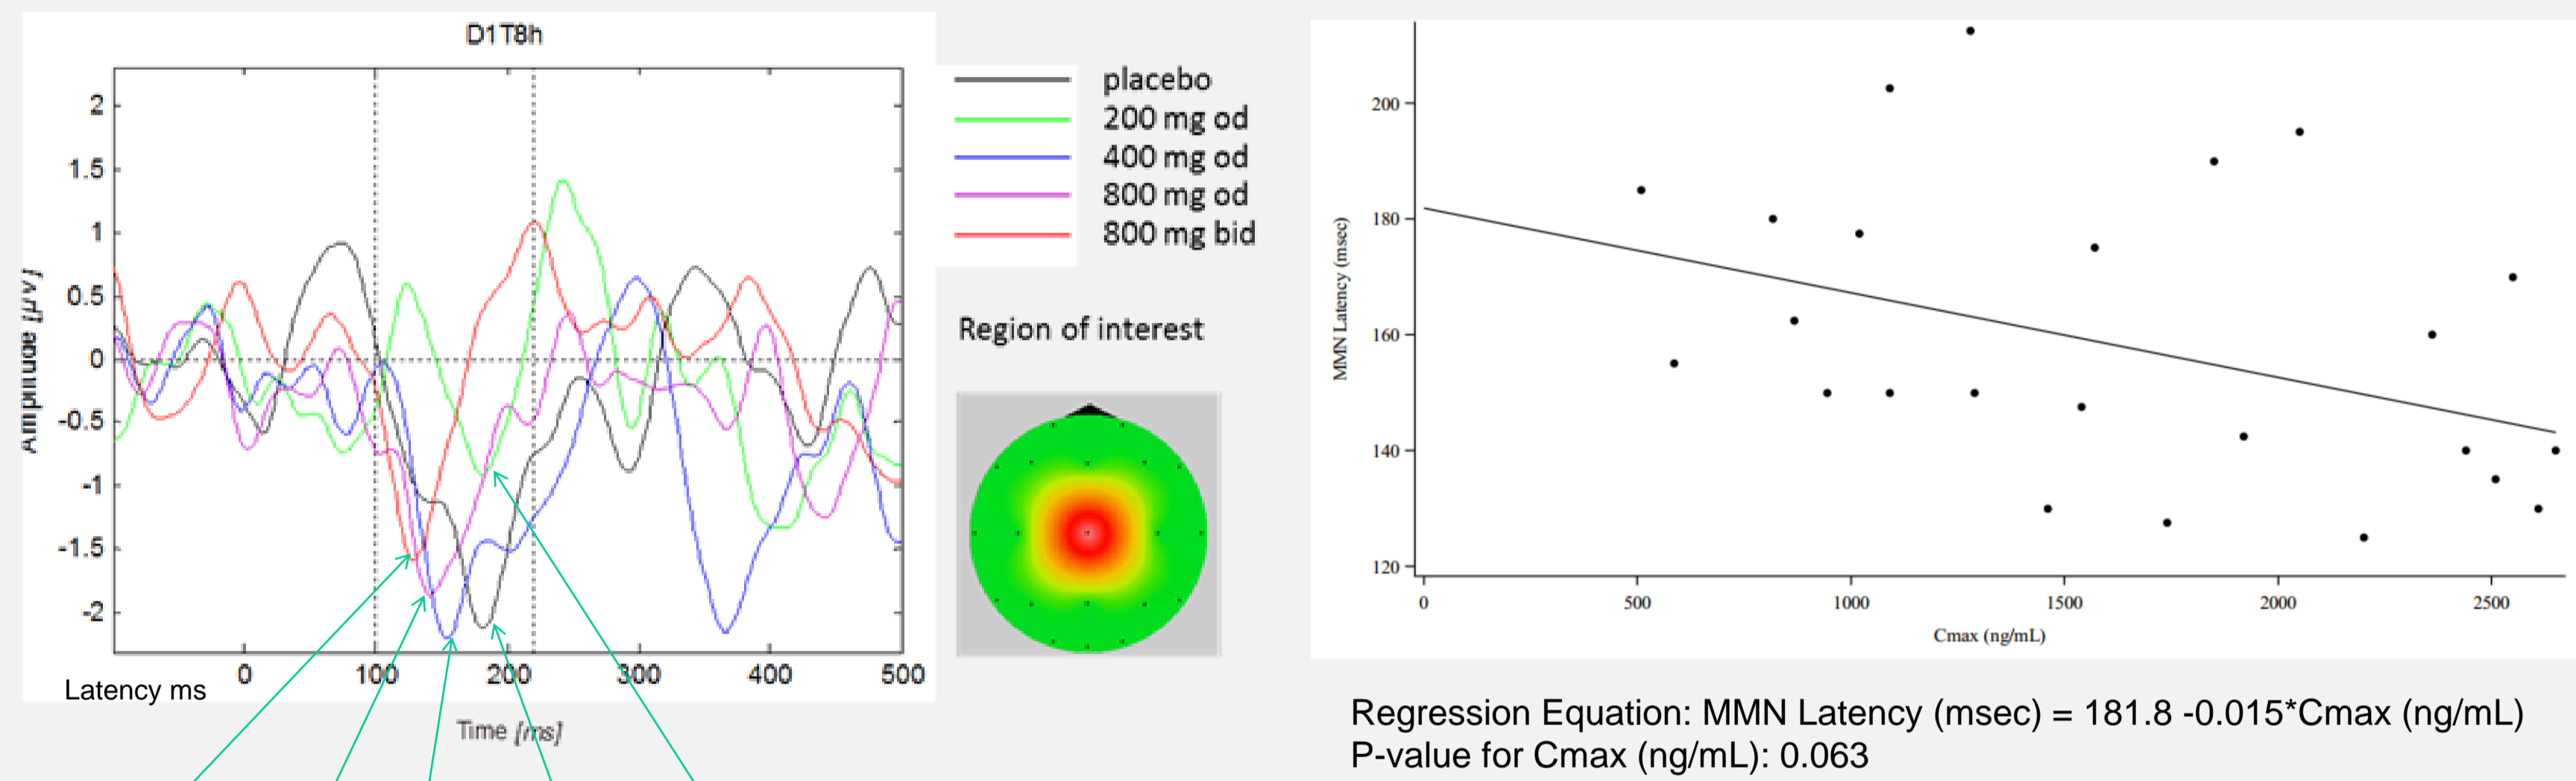 D1T8h
2
1.5
1
0.5
0
-0.5
-1
-1.5
-2
Amplitude [µV]
0 100 200 300 400 500
Latency ms
Time [ms]
placebo
200 mg od
400 mg od
800 mg od
800 mg bid
Region of interest
200
180
160
140
120
MMN Latency (msec)
0 500 1000 1500 2000 2500
Cmax (ng/mL)
Regression Equation: MMN Latency (msec) = 181.8 -0.015*Cmax (ng/mL)
P-value for Cmax (ng/mL): 0.063